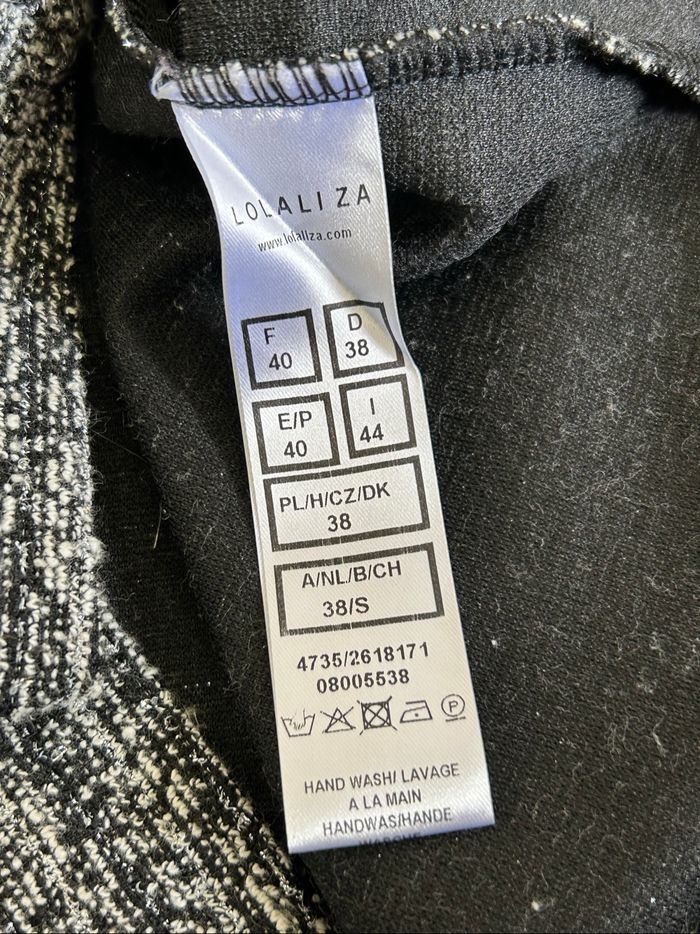 LOLALIZA
www.lolaliza.com
F D
40 38
E/P I
40 44
PL/H/CZ/DK
38
A/NL/B/CH
38/S
4735/2618171
08005538
P
HAND WASH/ LAVAGE
A LA MAIN
HANDWAS/HANDE